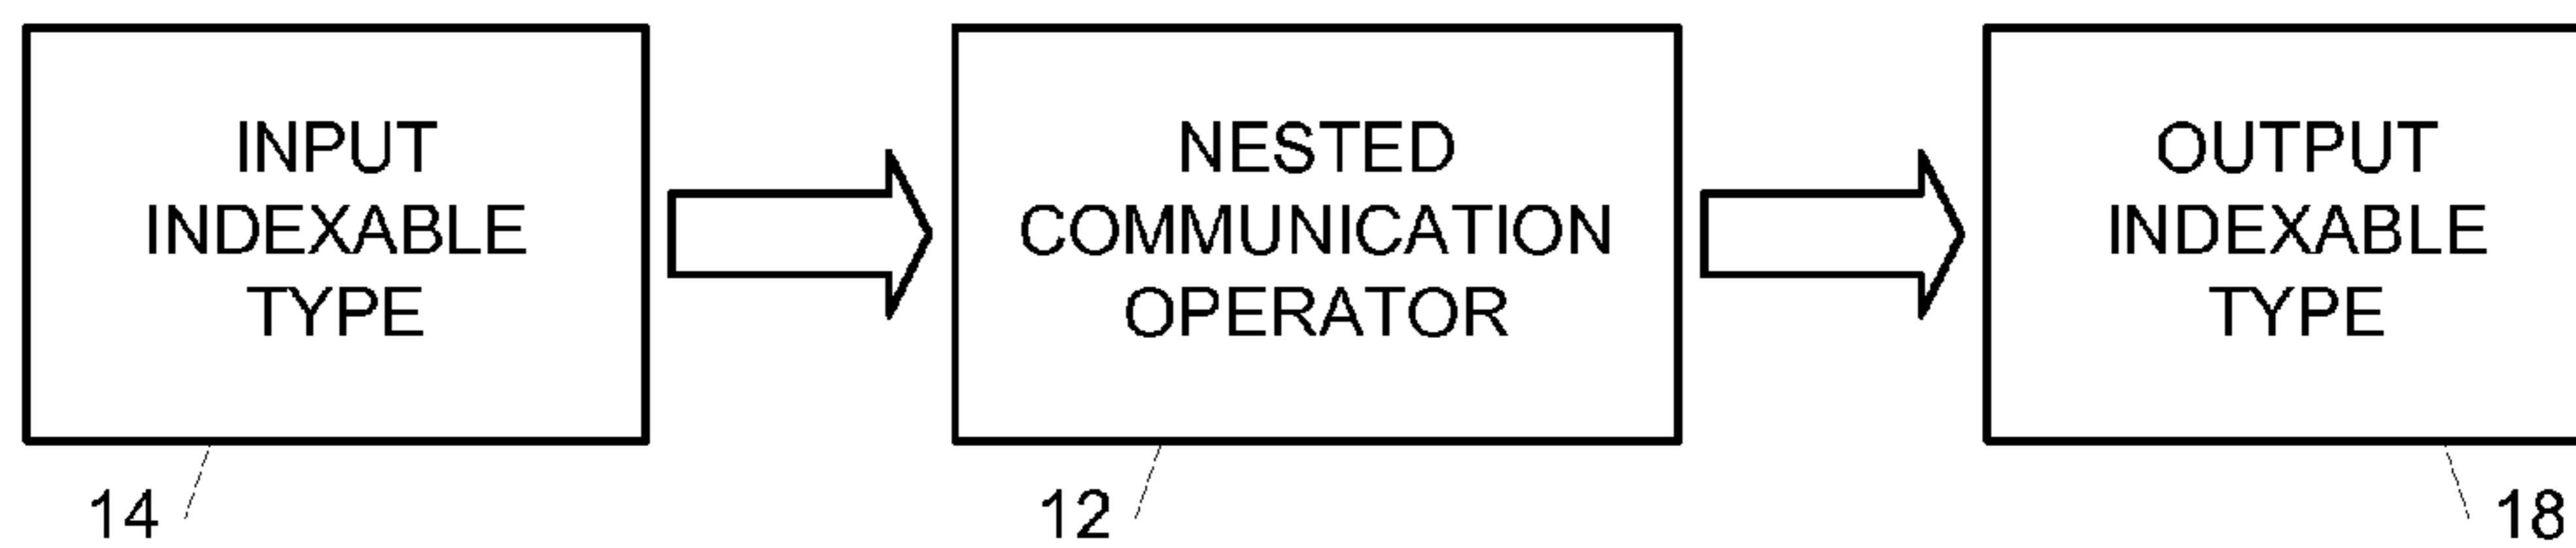 INPUT
INDEXABLE
TYPE
NESTED
COMMUNICATION
OPERATOR
OUTPUT
INDEXABLE
TYPE
14
12
18